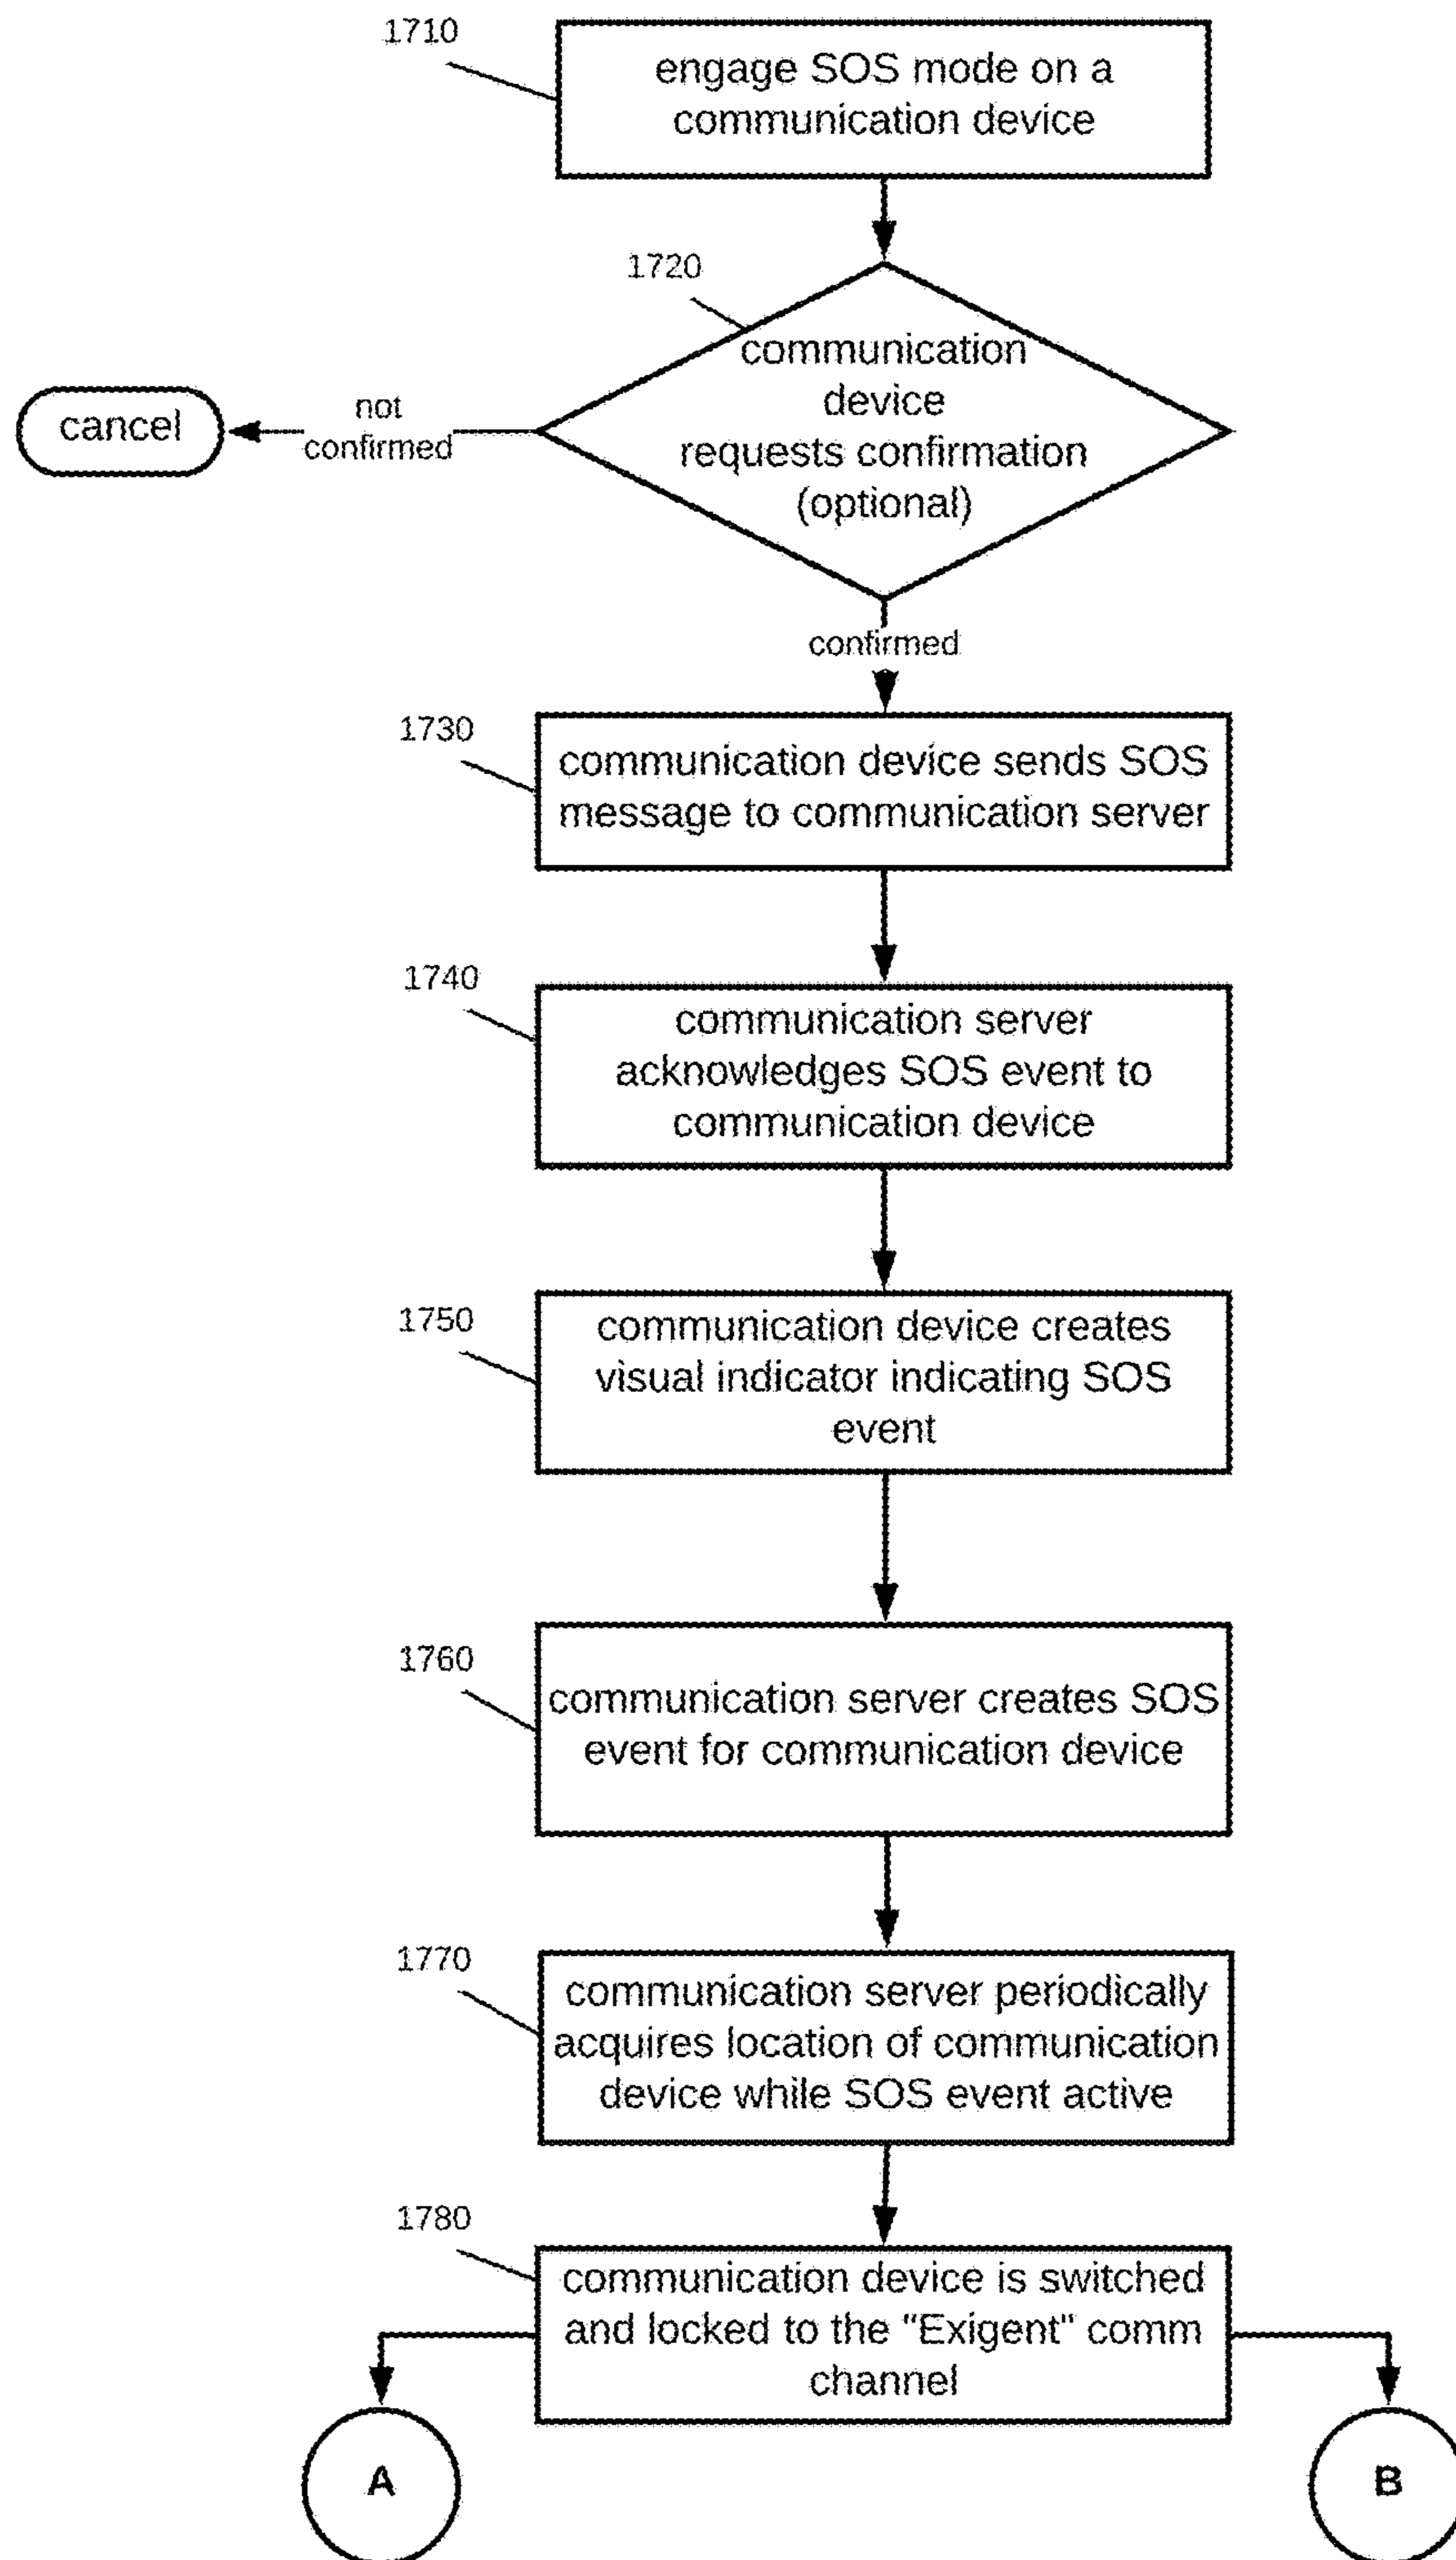 1710
engage SOS mode on a
communication device
1720
communication
device
requests confirmation
(optional)
not
confirmed
cancel
confirmed
1730
communication device sends SOS
message to communication server
1740
communication server
acknowledges SOS event to
communication device
1750
communication device creates
visual indicator indicating SOS
event
1760
communication server creates SOS
event for communication device
1770
communication server periodically
acquires location of communication
device while SOS event active
1780
communication device is switched
and locked to the "Exigent" comm
channel
A
B